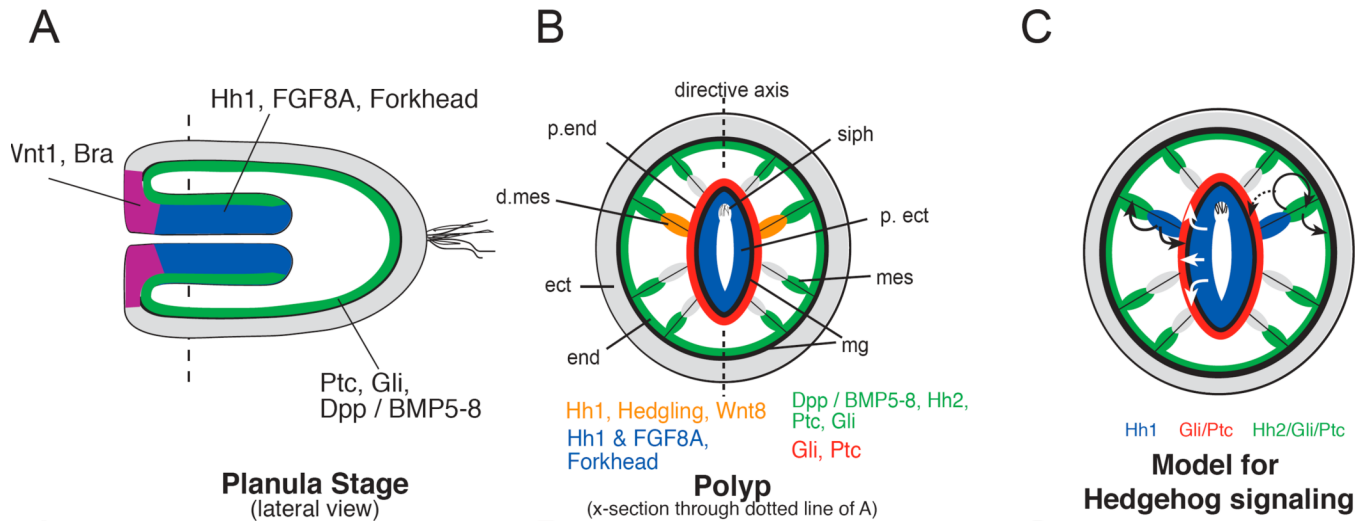 A
B
C
Hh1, FGF8A, Forkhead
Wnt1, Bra
Ptc, Gli,
Dpp / BMP5-8
Planula Stage
(lateral view)
directive axis
p.end
siph
d.mes
p. ect
ect
mes
end
mg
Hh1, Hedgling, Wnt8
Hh1 & FGF8A,
Forkhead
Dpp / BMP5-8, Hh2,
Ptc, Gli
Gli, Ptc
Polyp
(x-section through dotted line of A)
Hh1 Gli/Ptc Hh2/Gli/Ptc
Model for
Hedgehog signaling